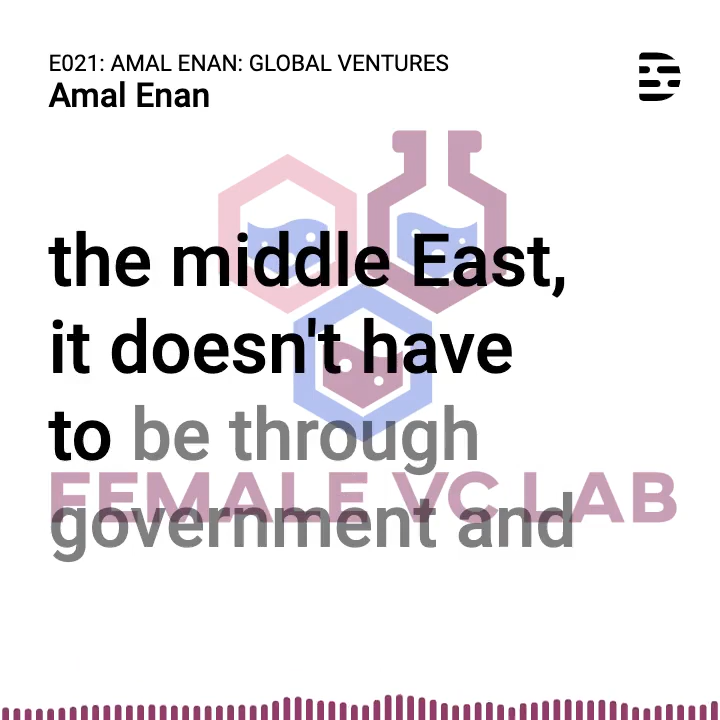 E021: AMAL ENAN: GLOBAL VENTURES
Amal Enan
the middle East,
it doesn't have
to be through
FEMALE VC LAB
government and